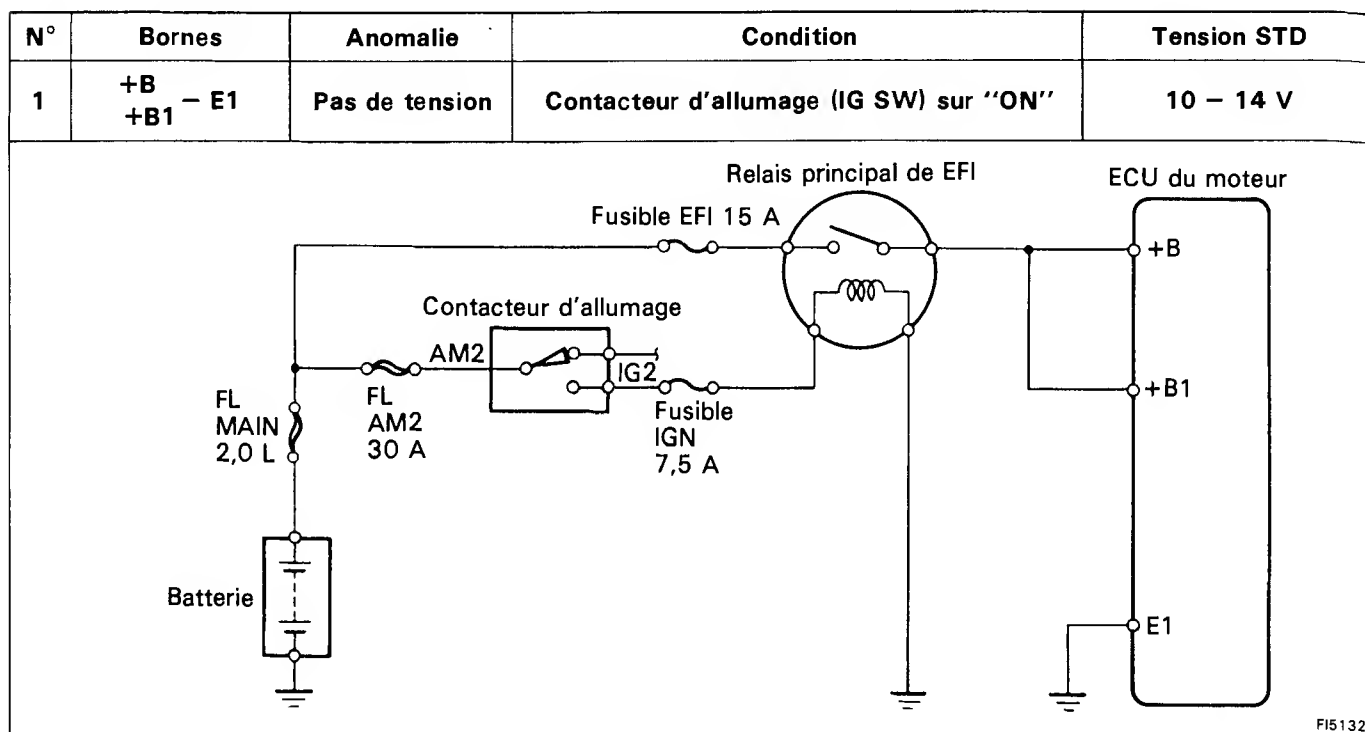 N° Bornes Anomalie Condition Tension STD
1 +B +B1 – E1 Pas de tension Contacteur d'allumage (IG SW) sur "ON" 10 – 14 V
Relais principal de EFI
ECU du moteur
Fusible EFI 15 A
+B
Contacteur d'allumage
AM2
IG2
+B1
FL
MAIN
2,0 L
FL
AM2
30 A
Fusible
IGN
7,5 A
Batterie
E1
FI5132